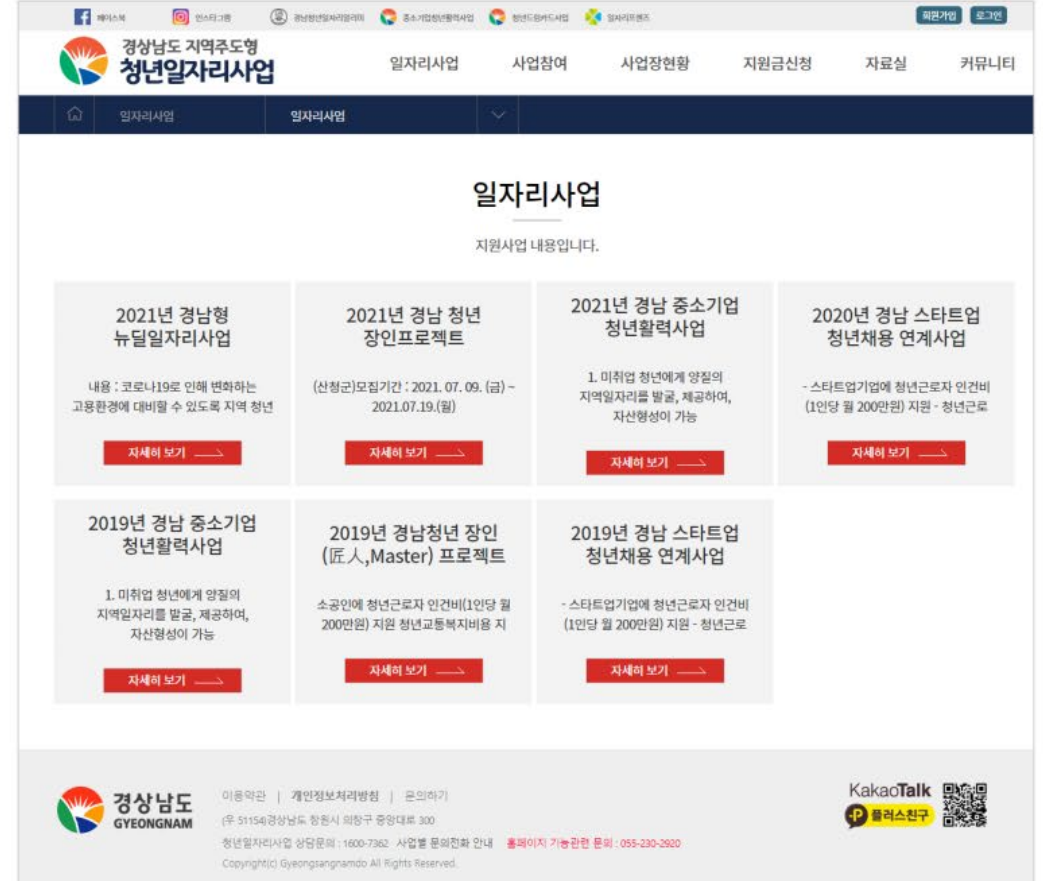 페이스북 인스타그램 경남청년일자리알리미 중소기업청년활력사업 청년드림카드사업 일자리프렌즈 회원가입 로그인
경상남도 지역주도형
청년일자리사업
일자리사업 사업참여 사업장현황 지원금신청 자료실 커뮤니티
일자리사업 일자리사업
일자리사업
지원사업 내용입니다.
2021년 경남형
뉴딜일자리사업
내용 : 코로나19로 인해 변화하는
고용환경에 대비할 수 있도록 지역 청년
자세히 보기
2021년 경남 청년
장인프로젝트
(산청군)모집기간 : 2021. 07. 09. (금) ~
2021.07.19.(월)
자세히 보기
2021년 경남 중소기업
청년활력사업
1. 미취업 청년에게 양질의
지역일자리를 발굴, 제공하여,
자산형성이 가능
자세히 보기
2020년 경남 스타트업
청년채용 연계사업
- 스타트업기업에 청년근로자 인건비
(1인당 월 200만원) 지원 - 청년근로
자세히 보기
2019년 경남 중소기업
청년활력사업
1. 미취업 청년에게 양질의
지역일자리를 발굴, 제공하여,
자산형성이 가능
자세히 보기
2019년 경남청년 장인
(匠人,Master) 프로젝트
소공인에 청년근로자 인건비(1인당 월
200만원) 지원 청년교통복지비용 지
자세히 보기
2019년 경남 스타트업
청년채용 연계사업
- 스타트업기업에 청년근로자 인건비
(1인당 월 200만원) 지원 - 청년근로
자세히 보기
경상남도
GYEONGNAM
이용약관 | 개인정보처리방침 | 문의하기
(우 51154)경상남도 창원시 의창구 중앙대로 300
청년일자리사업 상담문의 : 1600-7362 사업별 문의전화 안내 홈페이지 기능관련 문의 : 055-230-2920
Copyright(c) Gyeongsangnamdo All Rights Reserved.
KakaoTalk
플러스친구